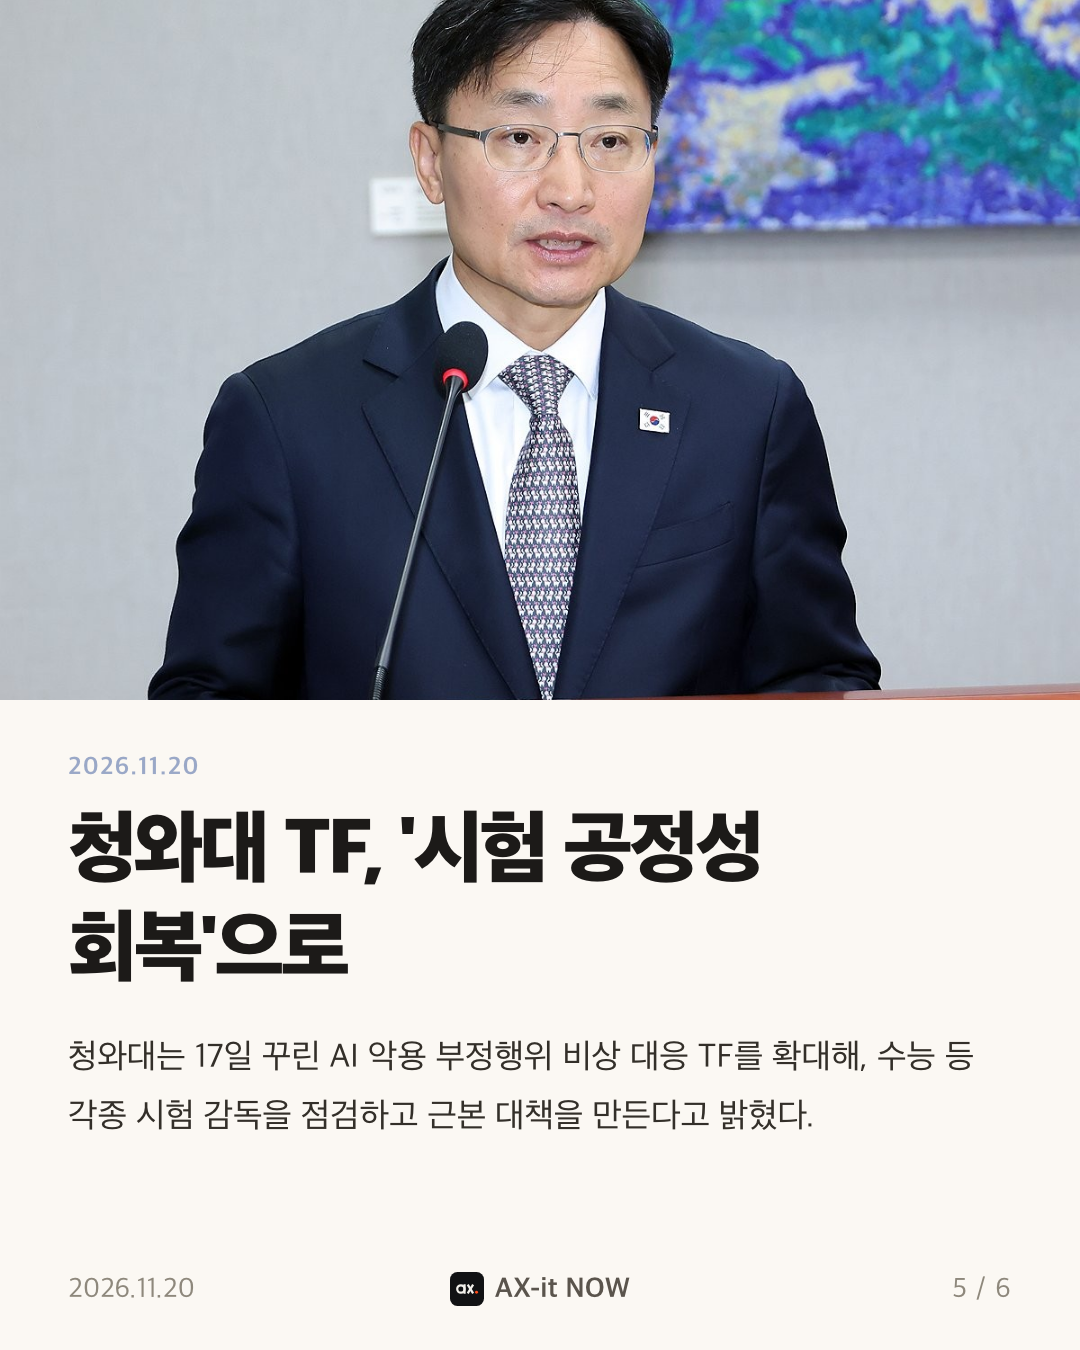 2026.11.20
청와대 TF, '시험 공정성
회복'으로
청와대는 17일 꾸린 AI 악용 부정행위 비상 대응 TF를 확대해, 수능 등
각종 시험 감독을 점검하고 근본 대책을 만든다고 밝혔다.
2026.11.20
ax.
AX-it NOW
5 / 6